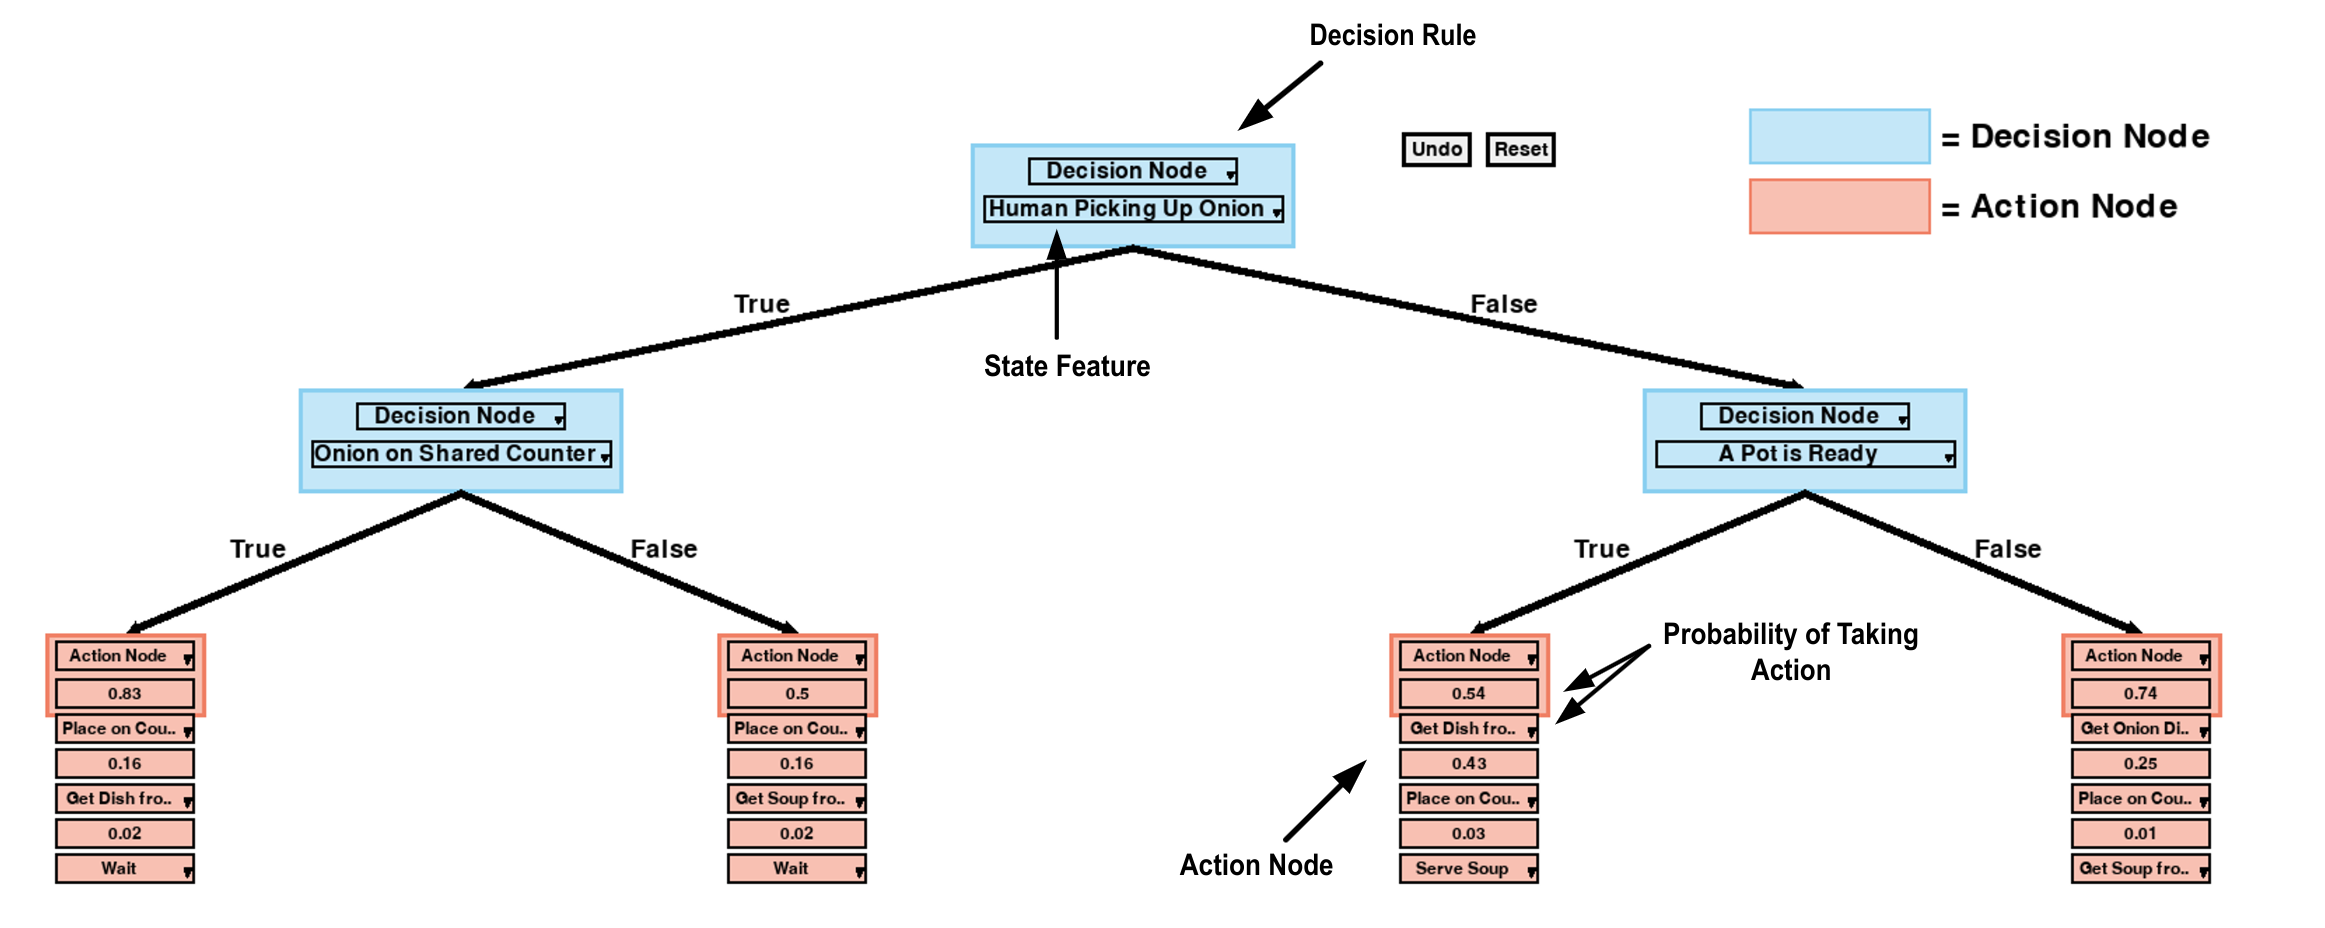 Decision Rule
Undo
Reset
= Decision Node
= Action Node
Decision Node
Human Picking Up Onion
True
False
State Feature
Decision Node
Onion on Shared Counter
Decision Node
A Pot is Ready
True
False
True
False
Action Node
0.83
Place on Cou..
0.16
Get Dish fro..
0.02
Wait
Action Node
0.5
Place on Cou..
0.16
Get Soup fro..
0.02
Wait
Action Node
0.54
Get Dish fro..
0.43
Place on Cou..
0.03
Serve Soup
Probability of Taking
Action
Action Node
Action Node
0.74
Get Onion Di..
0.25
Place on Cou..
0.01
Get Soup fro..